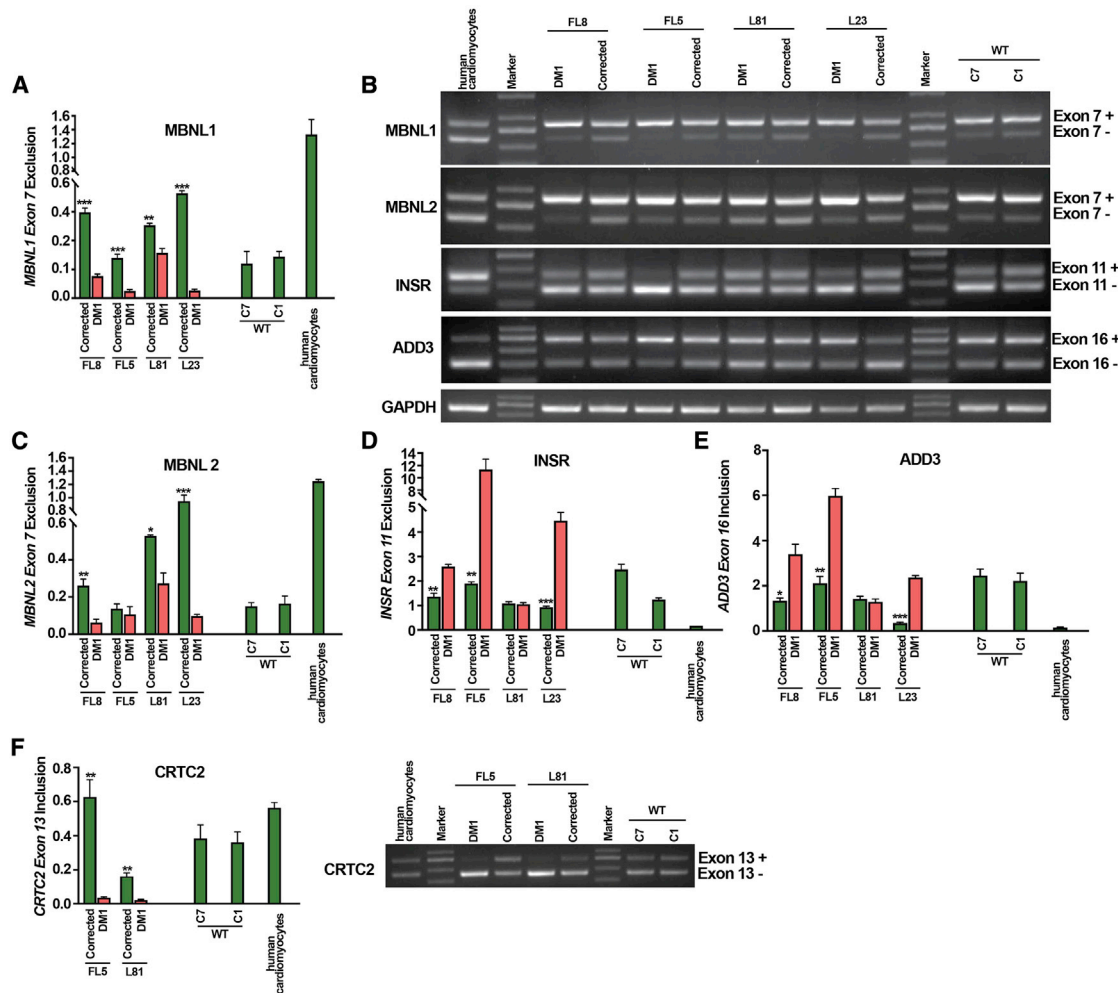 A
MBNL1
MBNL1 Exon 7 Exclusion
1.6
1.4
1.2
1.0
0.8
0.6
0.4
0.2
0.1
0.0
***
***
**
***
Corrected DM1 Corrected DM1 Corrected DM1 Corrected DM1
FL8 FL5 L81 L23
C7 C1
WT
human cardiomyocytes
B
FL8 FL5 L81 L23
human cardiomyocytes Marker DM1 Corrected DM1 Corrected DM1 Corrected DM1 Corrected Marker
WT
C7 C1
MBNL1
Exon 7 +
Exon 7 -
MBNL2
Exon 7 +
Exon 7 -
INSR
Exon 11 +
Exon 11 -
ADD3
Exon 16 +
Exon 16 -
GAPDH
C
MBNL 2
MBNL2 Exon 7 Exclusion
1.6
1.4
1.2
1.0
0.8
0.6
0.4
0.2
0.0
**
*
***
Corrected DM1 Corrected DM1 Corrected DM1 Corrected DM1
FL8 FL5 L81 L23
C7 C1
WT
human cardiomyocytes
D
INSR
INSR Exon 11 Exclusion
14
12
10
8
6
5
4
3
2
1
0
**
**
***
Corrected DM1 Corrected DM1 Corrected DM1 Corrected DM1
FL8 FL5 L81 L23
C7 C1
WT
human cardiomyocytes
E
ADD3
ADD3 Exon 16 Inclusion
8
6
4
2
0
*
**
***
Corrected DM1 Corrected DM1 Corrected DM1 Corrected DM1
FL8 FL5 L81 L23
C7 C1
WT
human cardiomyocytes
F
CRTC2
CRTC2 Exon 13 Inclusion
0.8
0.6
0.4
0.2
0.0
**
**
Corrected DM1 Corrected DM1
FL5 L81
C7 C1
WT
human cardiomyocytes
FL5 L81
human cardiomyocytes Marker DM1 Corrected DM1 Corrected Marker
WT
C7 C1
CRTC2
Exon 13 +
Exon 13 -